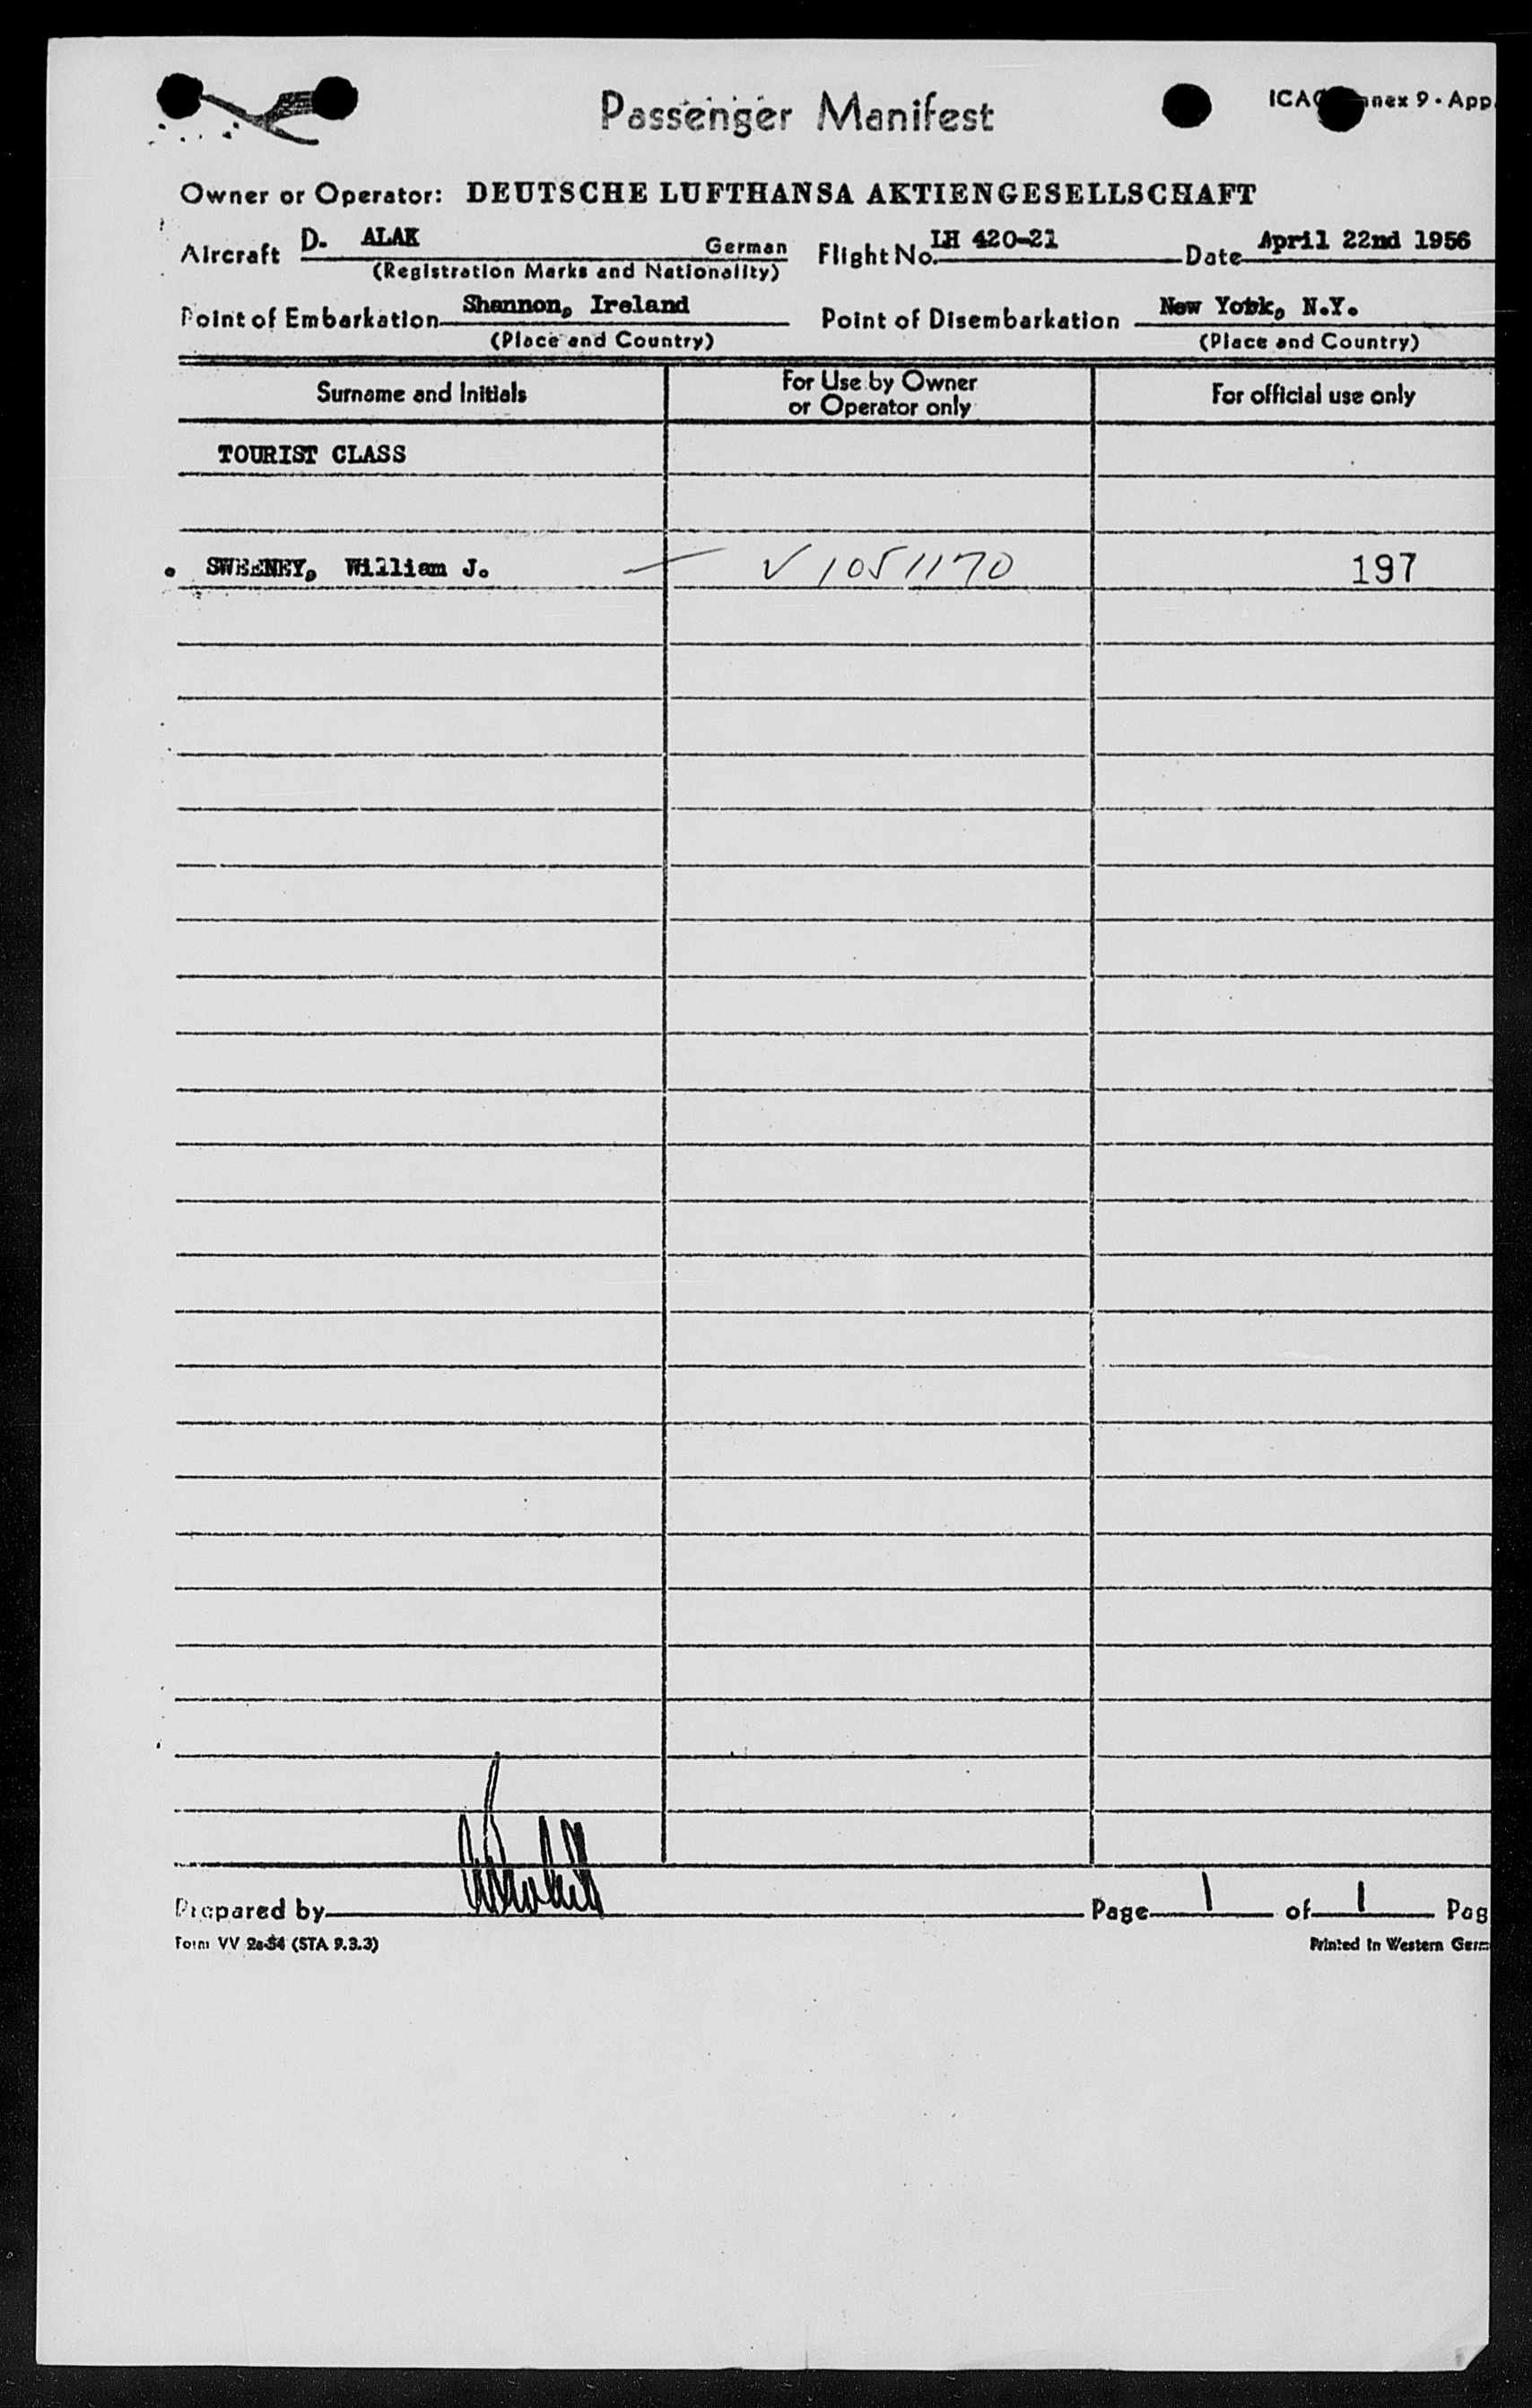 Passenger Manifest
ICAO Annex 9 · App.
Owner or Operator: DEUTSCHE LUFTHANSA AKTIENGESELLSCHAFT
Aircraft D. ALAK German Flight No. LH 420-21 Date April 22nd 1956
(Registration Marks and Nationality)
Point of Embarkation Shannon, Ireland Point of Disembarkation New York, N.Y.
(Place and Country) (Place and Country)
Surname and Initials For Use by Owner or Operator only For official use only
TOURIST CLASS
SWEENEY, William J. — ✓ 1051170 197
Prepared by Page 1 of 1 Pag
Form VV 2a-54 (STA 9.3.3) Printed in Western Germ